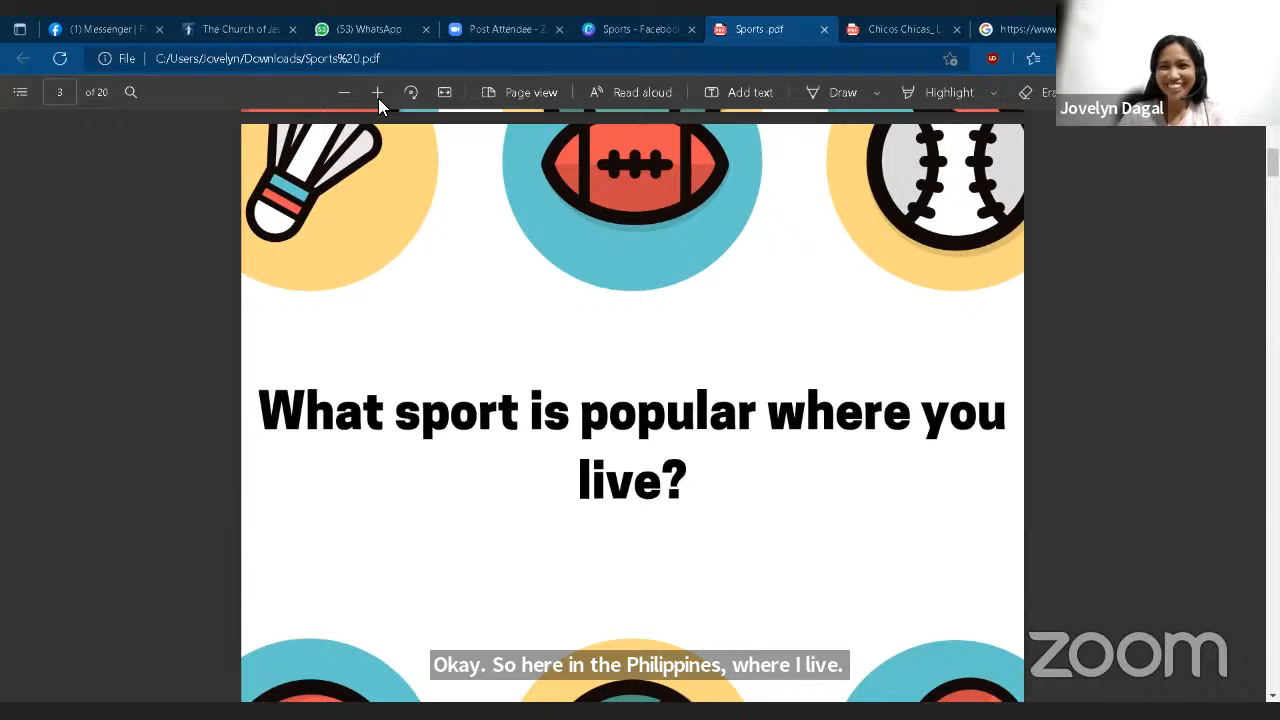 (1) Messenger | F
The Church of Jes
(53) WhatsApp
Post Attendee - Z
Sports - Facebook
Sports .pdf
Chicos Chicas_ L
https://www
File
C:/Users/Jovelyn/Downloads/Sports%20.pdf
3 of 20
Page view
Read aloud
Add text
Draw
Highlight
Era
Jovelyn Dagal
What sport is popular where you
live?
Okay. So here in the Philippines, where I live.
zoom